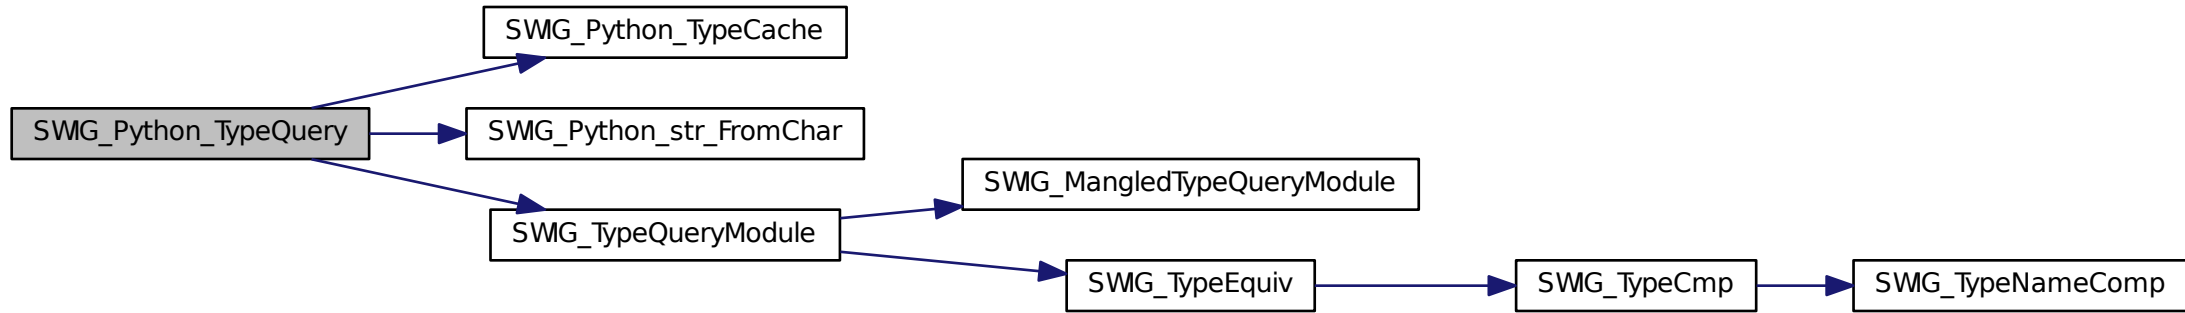 SWIG_Python_TypeCache
SWIG_Python_TypeQuery
SWIG_Python_str_FromChar
SWIG_MangledTypeQueryModule
SWIG_TypeQueryModule
SWIG_TypeEquiv
SWIG_TypeCmp
SWIG_TypeNameComp